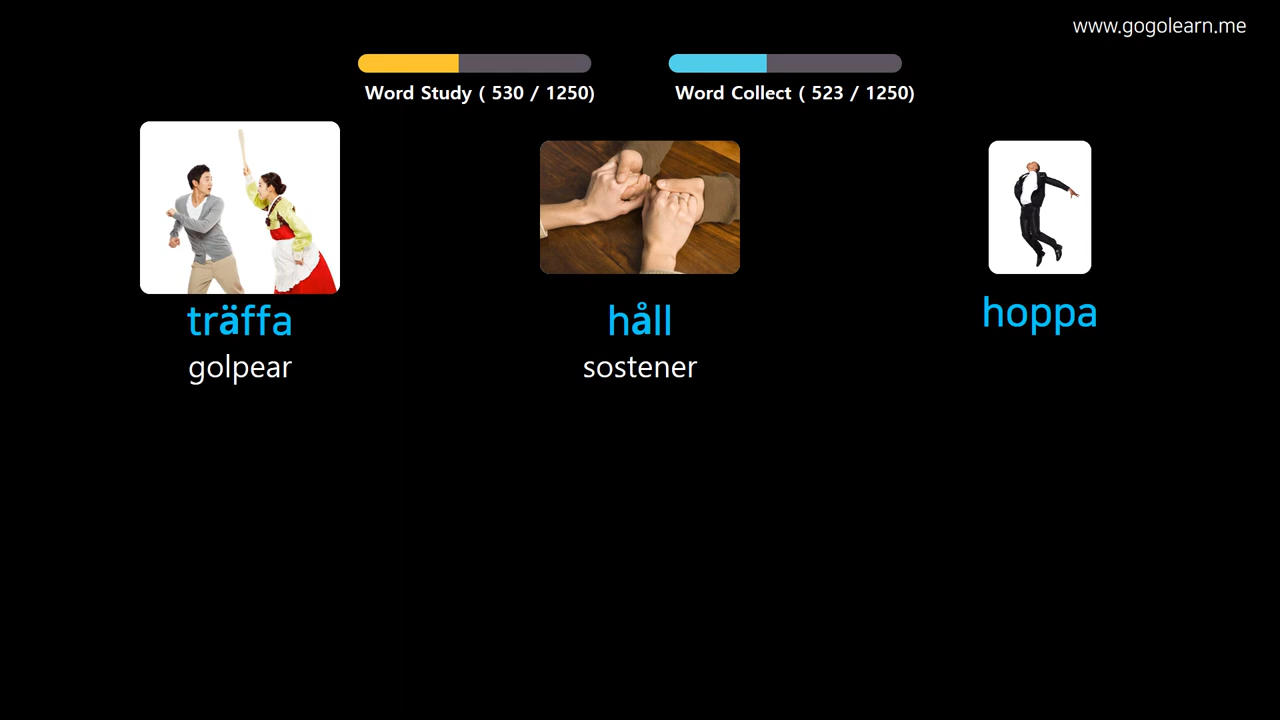 www.gogolearn.me
Word Study ( 530 / 1250)
Word Collect ( 523 / 1250)
träffa
golpear
håll
sostener
hoppa